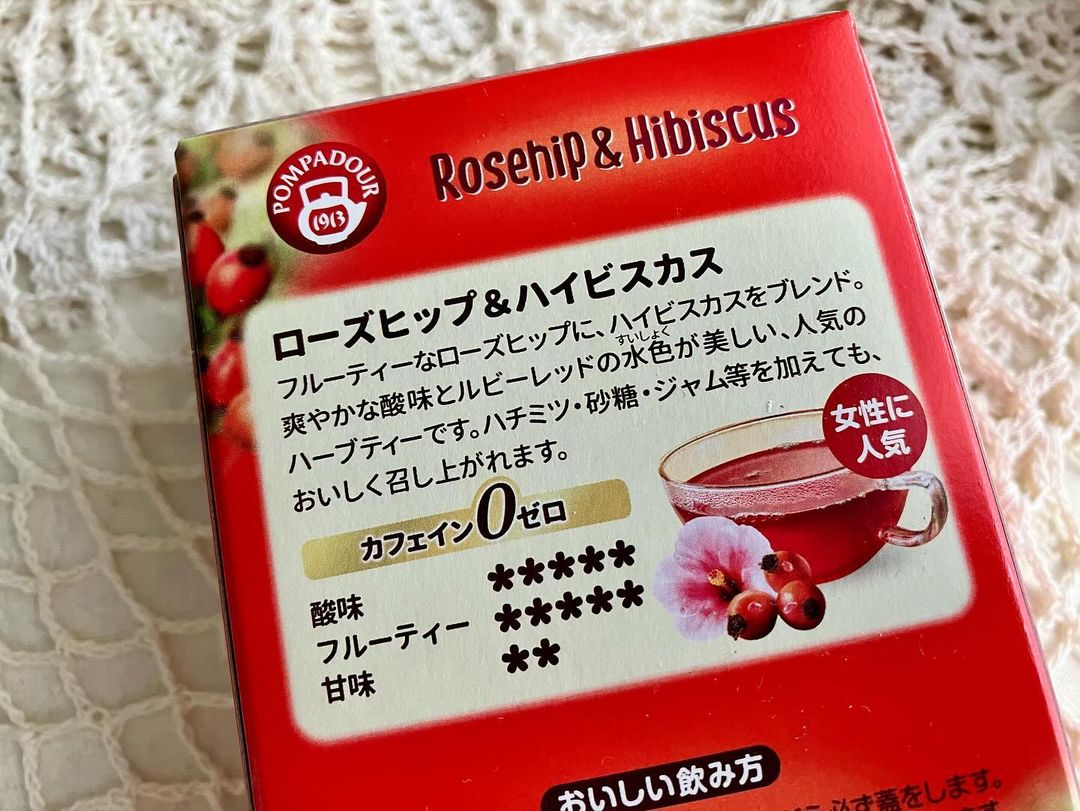 POMPADOUR
1913
Rosehip & Hibiscus
ローズヒップ&ハイビスカス
フルーティーなローズヒップに、ハイビスカスをブレンド。
すいしょく
爽やかな酸味とルビーレッドの水色が美しい、人気の
ハーブティーです。ハチミツ・砂糖・ジャム等を加えても、
おいしく召し上がれます。
女性に
人気
カフェイン0ゼロ
酸味 *****
フルーティー *****
甘味 **
おいしい飲み方
必ず蓋をします。